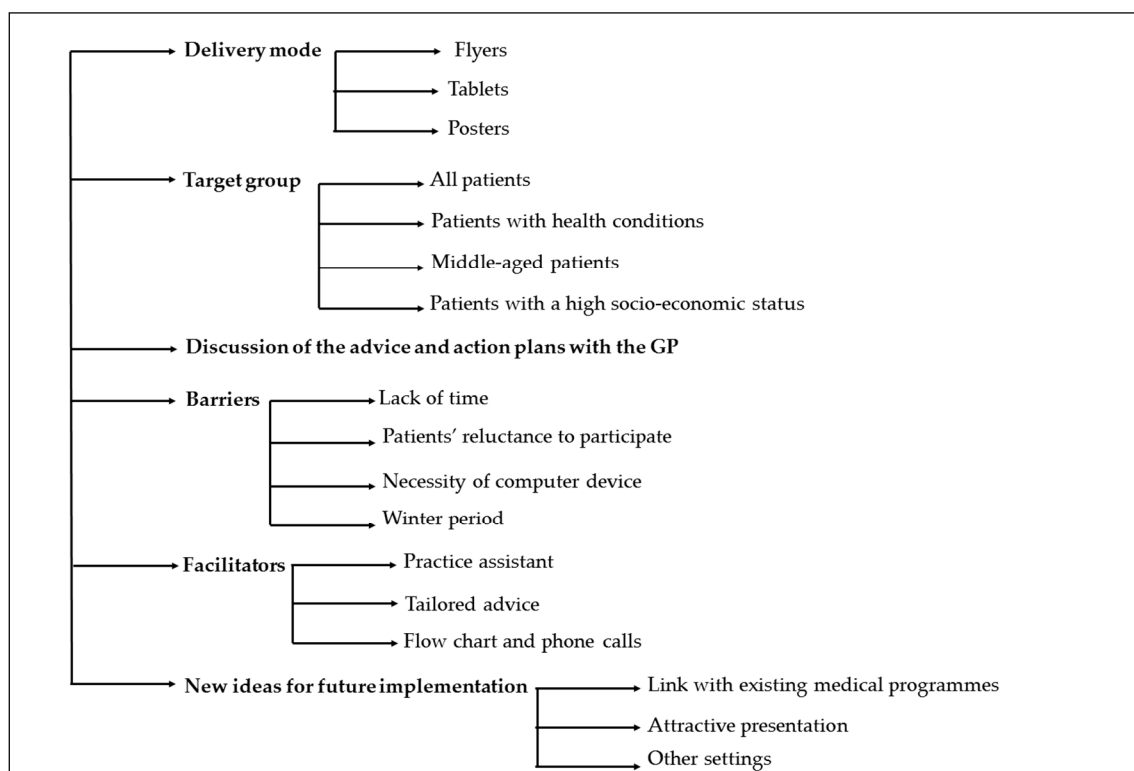 Delivery mode
Flyers
Tablets
Posters
Target group
All patients
Patients with health conditions
Middle-aged patients
Patients with a high socio-economic status
Discussion of the advice and action plans with the GP
Barriers
Lack of time
Patients’ reluctance to participate
Necessity of computer device
Winter period
Facilitators
Practice assistant
Tailored advice
Flow chart and phone calls
New ideas for future implementation
Link with existing medical programmes
Attractive presentation
Other settings